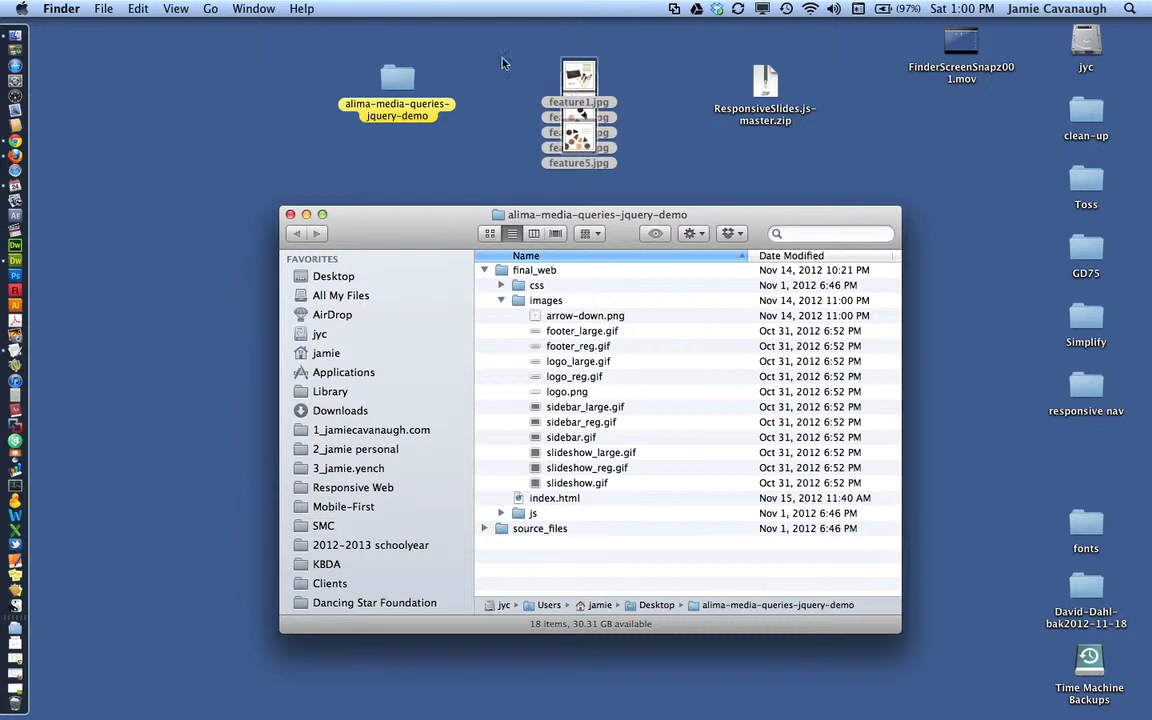 Finder File Edit View Go Window Help
(97%) Sat 1:00 PM Jamie Cavanaugh
alima-media-queries-
jquery-demo
feature1.jpg
fea
.jpg
fea
.jpg
fea
.jpg
feature5.jpg
ZIP
ResponsiveSlides.js-
master.zip
FinderScreenSnapz00
1.mov
jyc
clean-up
Toss
GD75
Simplify
responsive nav
fonts
David-Dahl-
bak2012-11-18
Time Machine
Backups
alima-media-queries-jquery-demo
FAVORITES
Desktop
All My Files
AirDrop
jyc
jamie
Applications
Library
Downloads
1_jamiecavanaugh.com
2_jamie personal
3_jamie.yench
Responsive Web
Mobile-First
SMC
2012-2013 schoolyear
KBDA
Clients
Dancing Star Foundation
Name Date Modified
final_web Nov 14, 2012 10:21 PM
css Nov 1, 2012 6:46 PM
images Nov 14, 2012 11:00 PM
arrow-down.png Nov 14, 2012 11:00 PM
footer_large.gif Oct 31, 2012 6:52 PM
footer_reg.gif Oct 31, 2012 6:52 PM
logo_large.gif Oct 31, 2012 6:52 PM
logo_reg.gif Oct 31, 2012 6:52 PM
logo.png Oct 31, 2012 6:52 PM
sidebar_large.gif Oct 31, 2012 6:52 PM
sidebar_reg.gif Oct 31, 2012 6:52 PM
sidebar.gif Oct 31, 2012 6:52 PM
slideshow_large.gif Oct 31, 2012 6:52 PM
slideshow_reg.gif Oct 31, 2012 6:52 PM
slideshow.gif Oct 31, 2012 6:52 PM
index.html Nov 15, 2012 11:40 AM
js Nov 1, 2012 6:46 PM
source_files Nov 1, 2012 6:46 PM
jyc Users jamie Desktop alima-media-queries-jquery-demo
18 items, 30.31 GB available